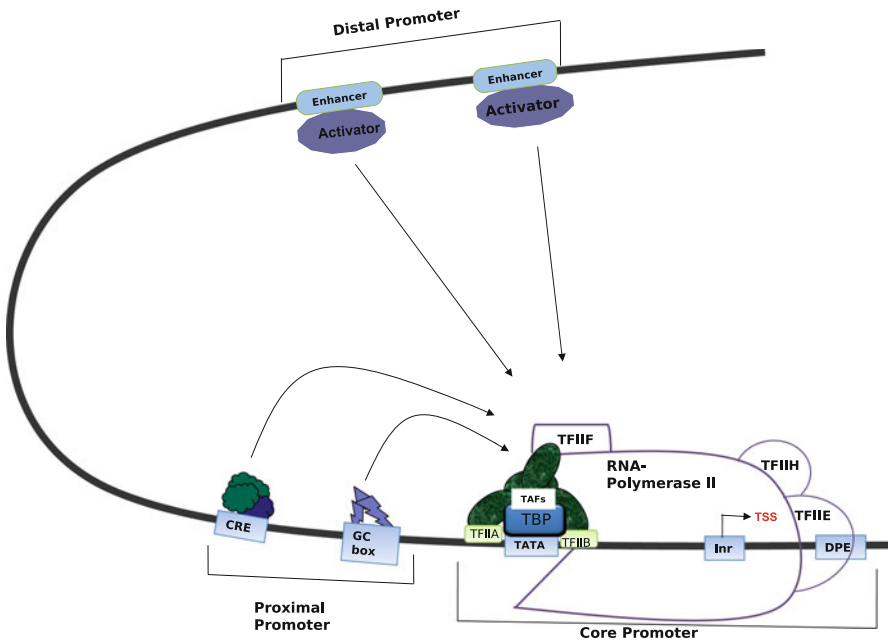 Distal Promoter
Enhancer
Enhancer
Activator
Activator
TFIIF
RNA-
Polymerase II
TFIIH
TAFs
TSS
TFIIE
CRE
TBP
GC
box
TFIIA
TATA
TFIIB
Inr
DPE
Proximal
Promoter
Core Promoter